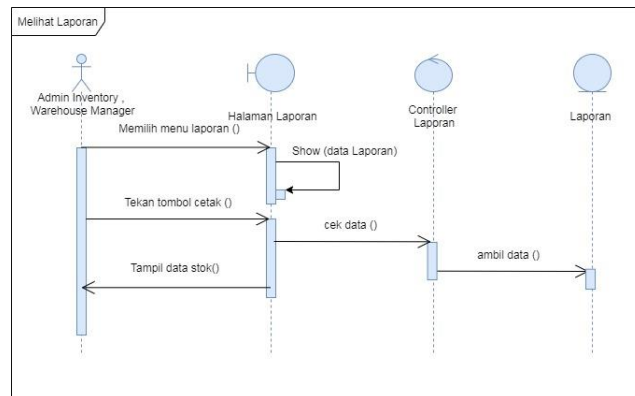 Melihat Laporan
Admin Inventory ,
Warehouse Manager
Halaman Laporan
Controller
Laporan
Laporan
Memilih menu laporan ()
Show (data Laporan)
Tekan tombol cetak ()
cek data ()
ambil data ()
Tampil data stok()